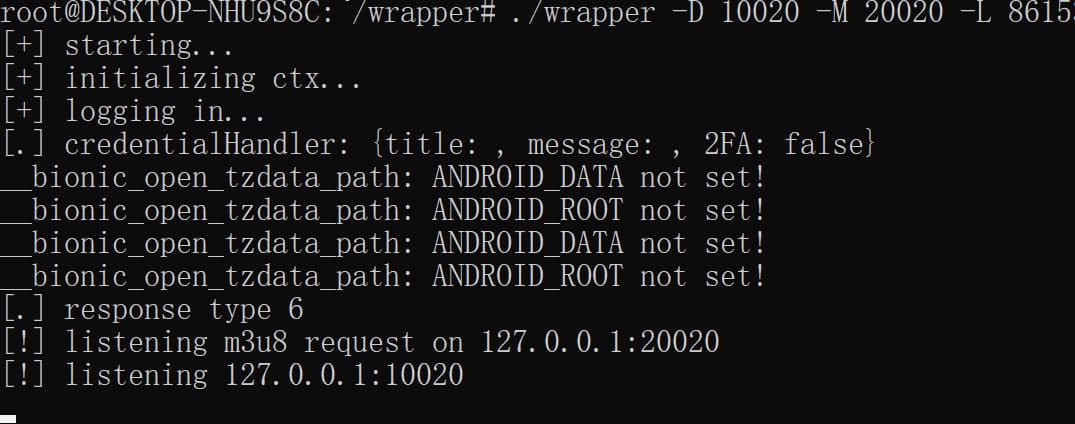 root@DESKTOP-NHU9S8C:~/wrapper# ./wrapper -D 10020 -M 20020 -L 8615
[+] starting...
[+] initializing ctx...
[+] logging in...
[.] credentialHandler: {title: , message: , 2FA: false}
__bionic_open_tzdata_path: ANDROID_DATA not set!
__bionic_open_tzdata_path: ANDROID_ROOT not set!
__bionic_open_tzdata_path: ANDROID_DATA not set!
__bionic_open_tzdata_path: ANDROID_ROOT not set!
[.] response type 6
[!] listening m3u8 request on 127.0.0.1:20020
[!] listening 127.0.0.1:10020